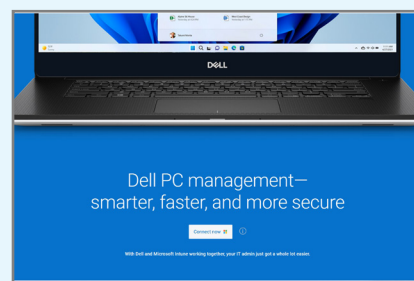 DELL
Dell PC management—
smarter, faster, and more secure
Connect now
With Dell and Microsoft Intune working together, your IT admin just got a whole lot easier.